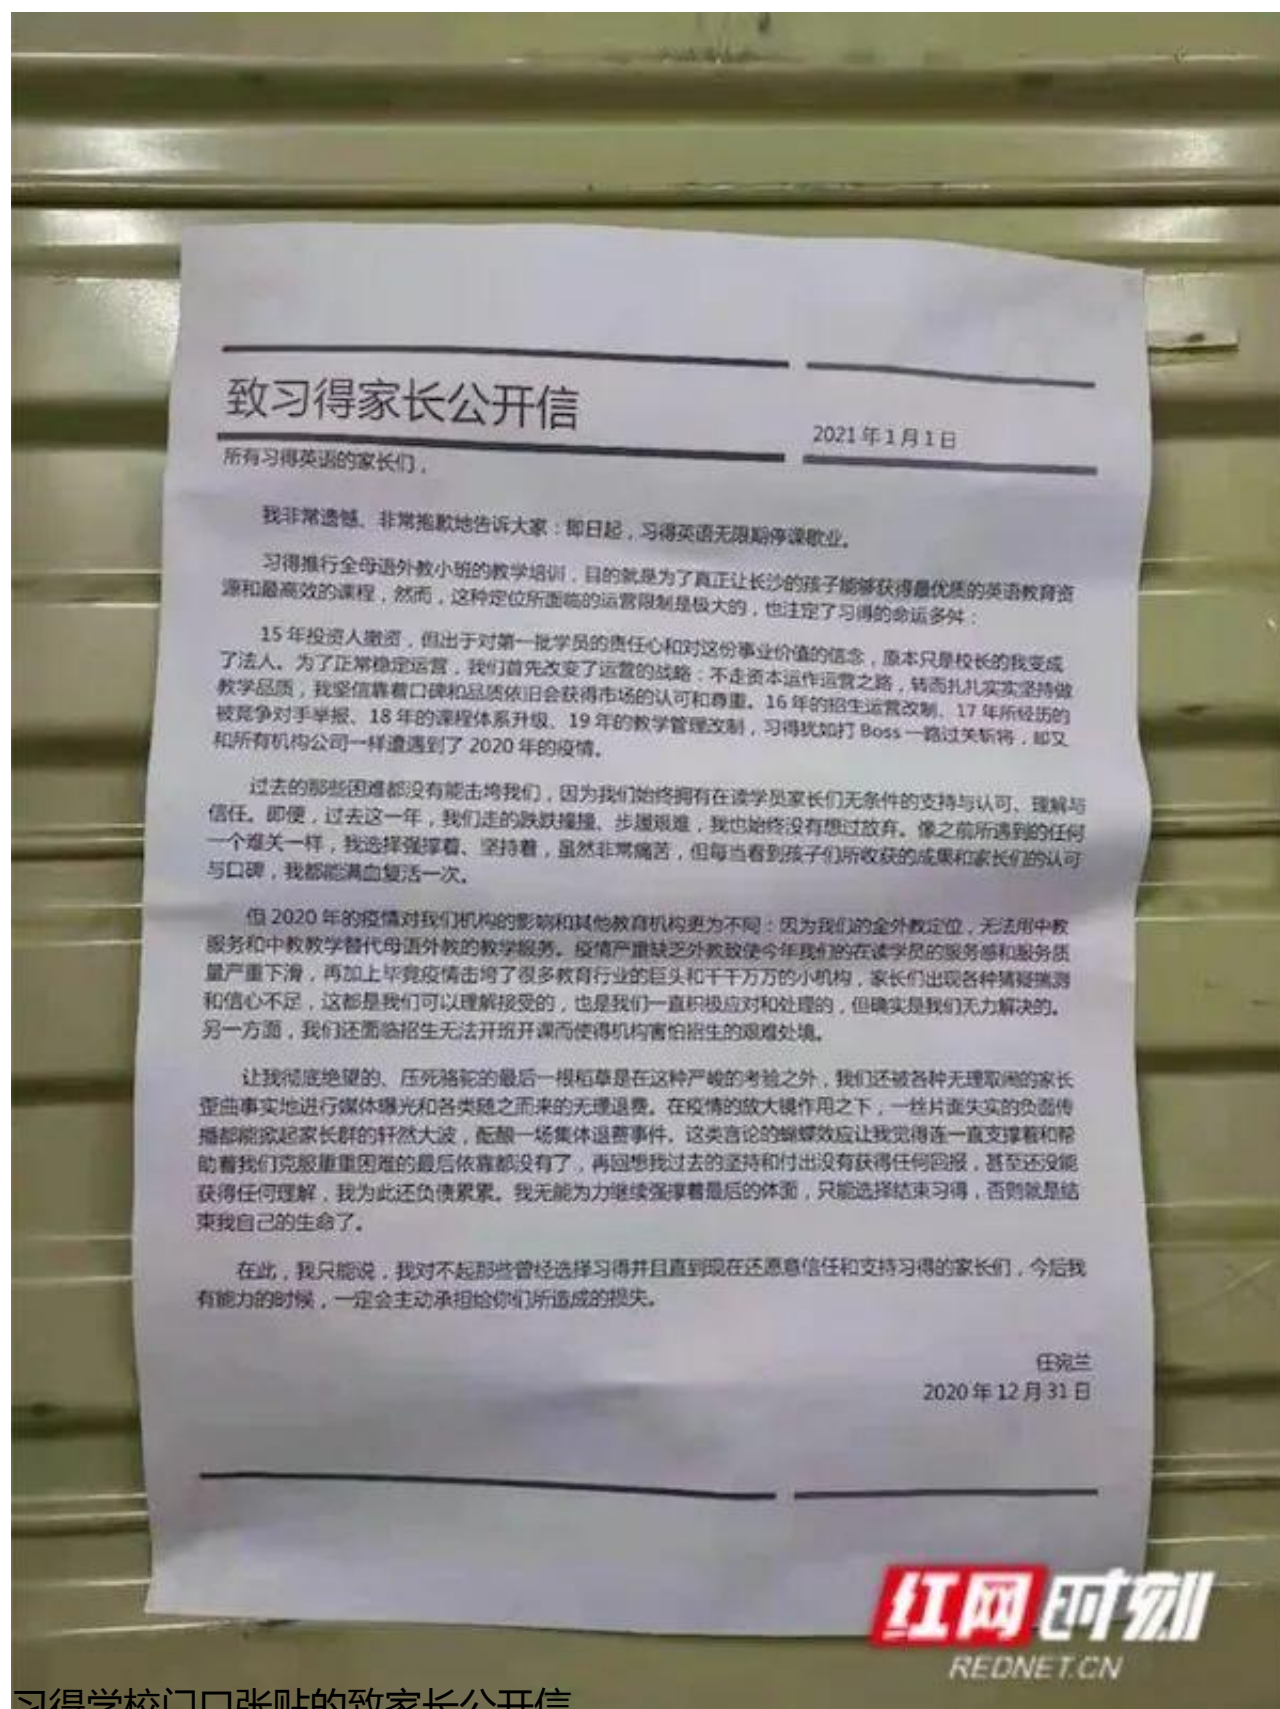 致习得家长公开信
2021年1月1日
所有习得英语的家长们，
我非常遗憾、非常抱歉地告诉大家：即日起，习得英语无限期停课歇业。
习得推行全母语外教小班的教学培训，目的就是为了真正让长沙的孩子能够获得最优质的英语教育资
源和最高效的课程，然而，这种定位所面临的运营限制是极大的，也注定了习得的命运多舛：
15年投资人撤资，但出于对第一批学员的责任心和对这份事业价值的信念，原本只是校长的我变成
了法人。为了正常稳定运营，我们首先改变了运营的战略：不走资本运作运营之路，转而扎扎实实坚持做
教学品质，我坚信靠着口碑和品质依旧会获得市场的认可和尊重。16年的招生运营改制、17年所经历的
被竞争对手举报、18年的课程体系升级、19年的教学管理改制，习得犹如打Boss一路过关斩将，却又
和所有机构公司一样遭遇到了2020年的疫情。
过去的那些困难都没有能击垮我们，因为我们始终拥有在读学员家长们无条件的支持与认可、理解与
信任。即便，过去这一年，我们走的跌跌撞撞、步履艰难，我也始终没有想过放弃。像之前所遇到的任何
一个难关一样，我选择强撑着、坚持着，虽然非常痛苦，但每当看到孩子们所收获的成果和家长们的认可
与口碑，我都能满血复活一次。
但2020年的疫情对我们机构的影响和其他教育机构更为不同：因为我们的全外教定位，无法用中教
服务和中教教学替代母语外教的教学服务。疫情严重缺乏外教致使今年我们的在读学员的服务感和服务质
量严重下滑，再加上毕竟疫情击垮了很多教育行业的巨头和千千万万的小机构，家长们出现各种猜疑揣测
和信心不足，这都是我们可以理解接受的，也是我们一直积极应对和处理的，但确实是我们无力解决的。
另一方面，我们还面临招生无法开班开课而使得机构害怕招生的艰难处境。
让我彻底绝望的、压死骆驼的最后一根稻草是在这种严峻的考验之外，我们还被各种无理取闹的家长
歪曲事实地进行媒体曝光和各类随之而来的无理退费。在疫情的放大镜作用之下，一丝片面失实的负面传
播都能掀起家长群的轩然大波，酝酿一场集体退费事件。这类言论的蝴蝶效应让我觉得连一直支撑着和帮
助着我们克服重重困难的最后依靠都没有了，再回想我过去的坚持和付出没有获得任何回报，甚至还没能
获得任何理解，我为此还负债累累。我无能为力继续强撑着最后的体面，只能选择结束习得，否则就是结
束我自己的生命了。
在此，我只能说，我对不起那些曾经选择习得并且直到现在还愿意信任和支持习得的家长们，今后我
有能力的时候，一定会主动承担给你们所造成的损失。
任宛兰
2020年12月31日
红网时刻
REDNET.CN
习得学校门口张贴的致家长公开信